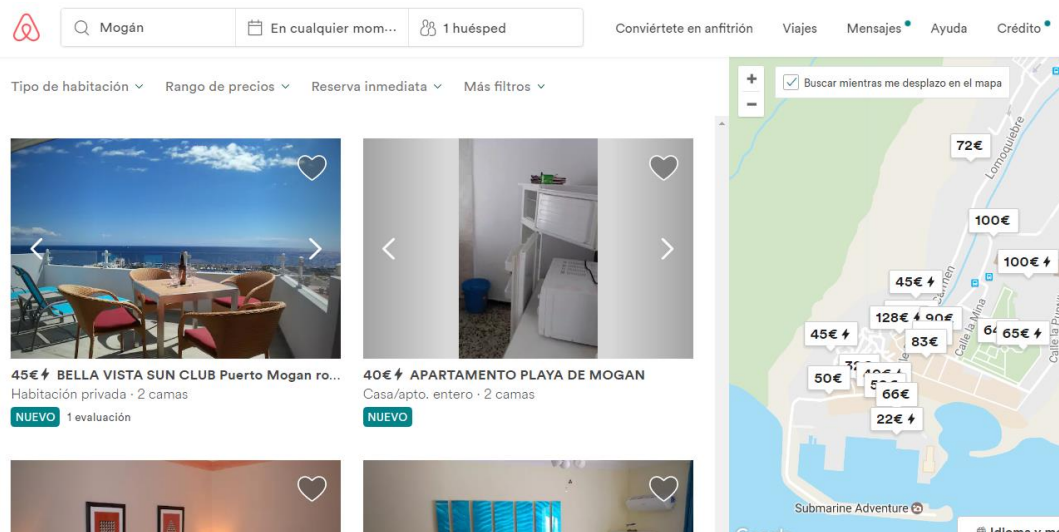 Mogán
En cualquier mom...
1 huésped
Conviértete en anfitrión
Viajes
Mensajes
Ayuda
Crédito
Tipo de habitación
Rango de precios
Reserva inmediata
Más filtros
45€ BELLA VISTA SUN CLUB Puerto Mogan ro...
Habitación privada · 2 camas
NUEVO 1 evaluación
40€ APARTAMENTO PLAYA DE MOGAN
Casa/apto. entero · 2 camas
NUEVO
+
−
Buscar mientras me desplazo en el mapa
72€
Lomoquiebre
100€
100€
45€
128€
90€
Calle la Mina
45€
83€
65€
50€
66€
22€
Submarine Adventure